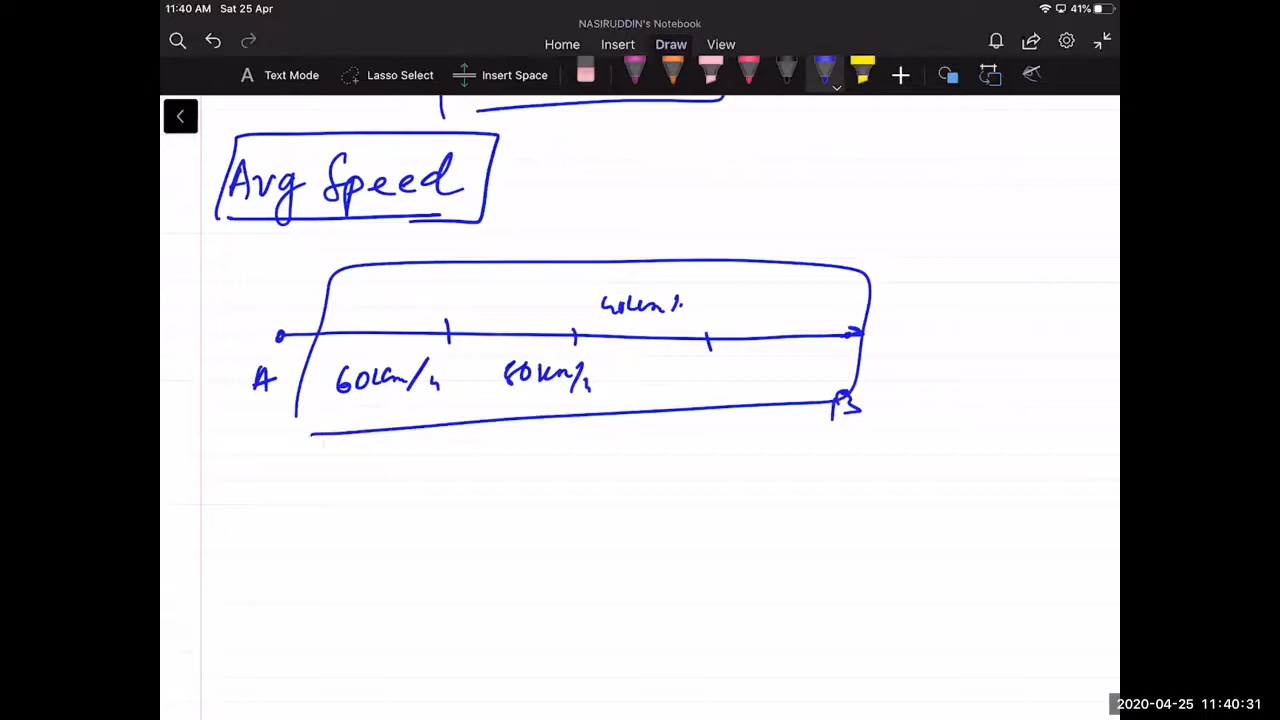 11:40 AM Sat 25 Apr
41%
NASIRUDDIN's Notebook
Home Insert Draw View
A Text Mode Lasso Select Insert Space
Avg Speed
40km/
A 60km/h 80km/h
B
2020-04-25 11:40:31